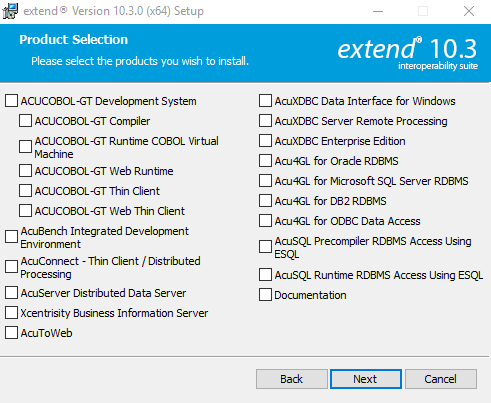 extend® Version 10.3.0 (x64) Setup
Product Selection
Please select the products you wish to install.
extend® 10.3
interoperability suite
ACUCOBOL-GT Development System
ACUCOBOL-GT Compiler
ACUCOBOL-GT Runtime COBOL Virtual
Machine
ACUCOBOL-GT Web Runtime
ACUCOBOL-GT Thin Client
ACUCOBOL-GT Web Thin Client
AcuBench Integrated Development
Environment
AcuConnect - Thin Client / Distributed
Processing
AcuServer Distributed Data Server
Xcentrisity Business Information Server
AcuToWeb
AcuXDBC Data Interface for Windows
AcuXDBC Server Remote Processing
AcuXDBC Enterprise Edition
Acu4GL for Oracle RDBMS
Acu4GL for Microsoft SQL Server RDBMS
Acu4GL for DB2 RDBMS
Acu4GL for ODBC Data Access
AcuSQL Precompiler RDBMS Access Using
ESQL
AcuSQL Runtime RDBMS Access Using ESQL
Documentation
Back
Next
Cancel